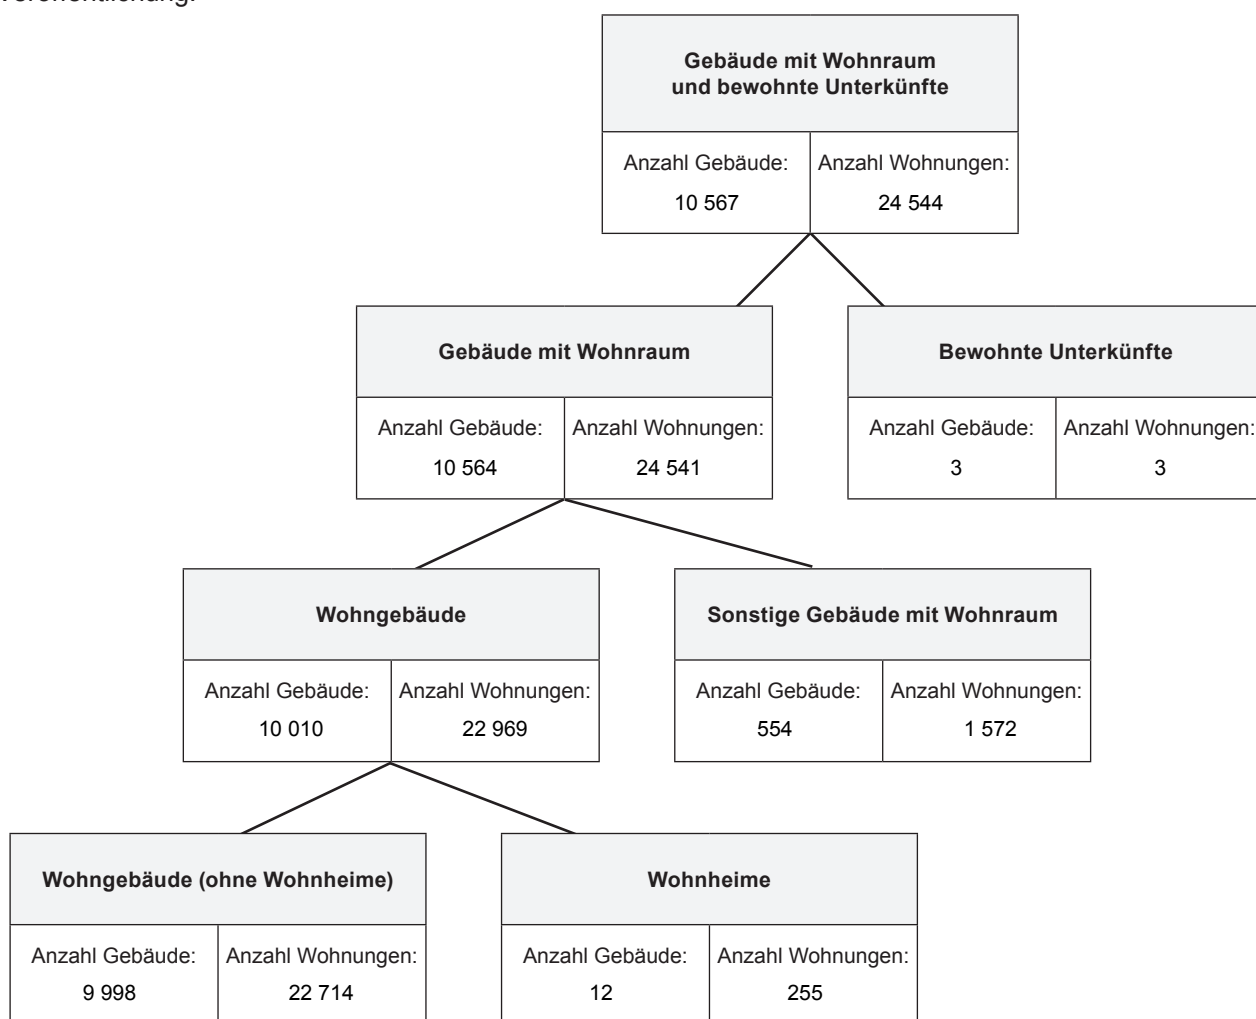 Veröffentlichung.
Gebäude mit Wohnraum
und bewohnte Unterkünfte
Anzahl Gebäude: Anzahl Wohnungen:
10 567 24 544
Gebäude mit Wohnraum Bewohnte Unterkünfte
Anzahl Gebäude: Anzahl Wohnungen: Anzahl Gebäude: Anzahl Wohnungen:
10 564 24 541 3 3
Wohngebäude Sonstige Gebäude mit Wohnraum
Anzahl Gebäude: Anzahl Wohnungen: Anzahl Gebäude: Anzahl Wohnungen:
10 010 22 969 554 1 572
Wohngebäude (ohne Wohnheime) Wohnheime
Anzahl Gebäude: Anzahl Wohnungen: Anzahl Gebäude: Anzahl Wohnungen:
9 998 22 714 12 255